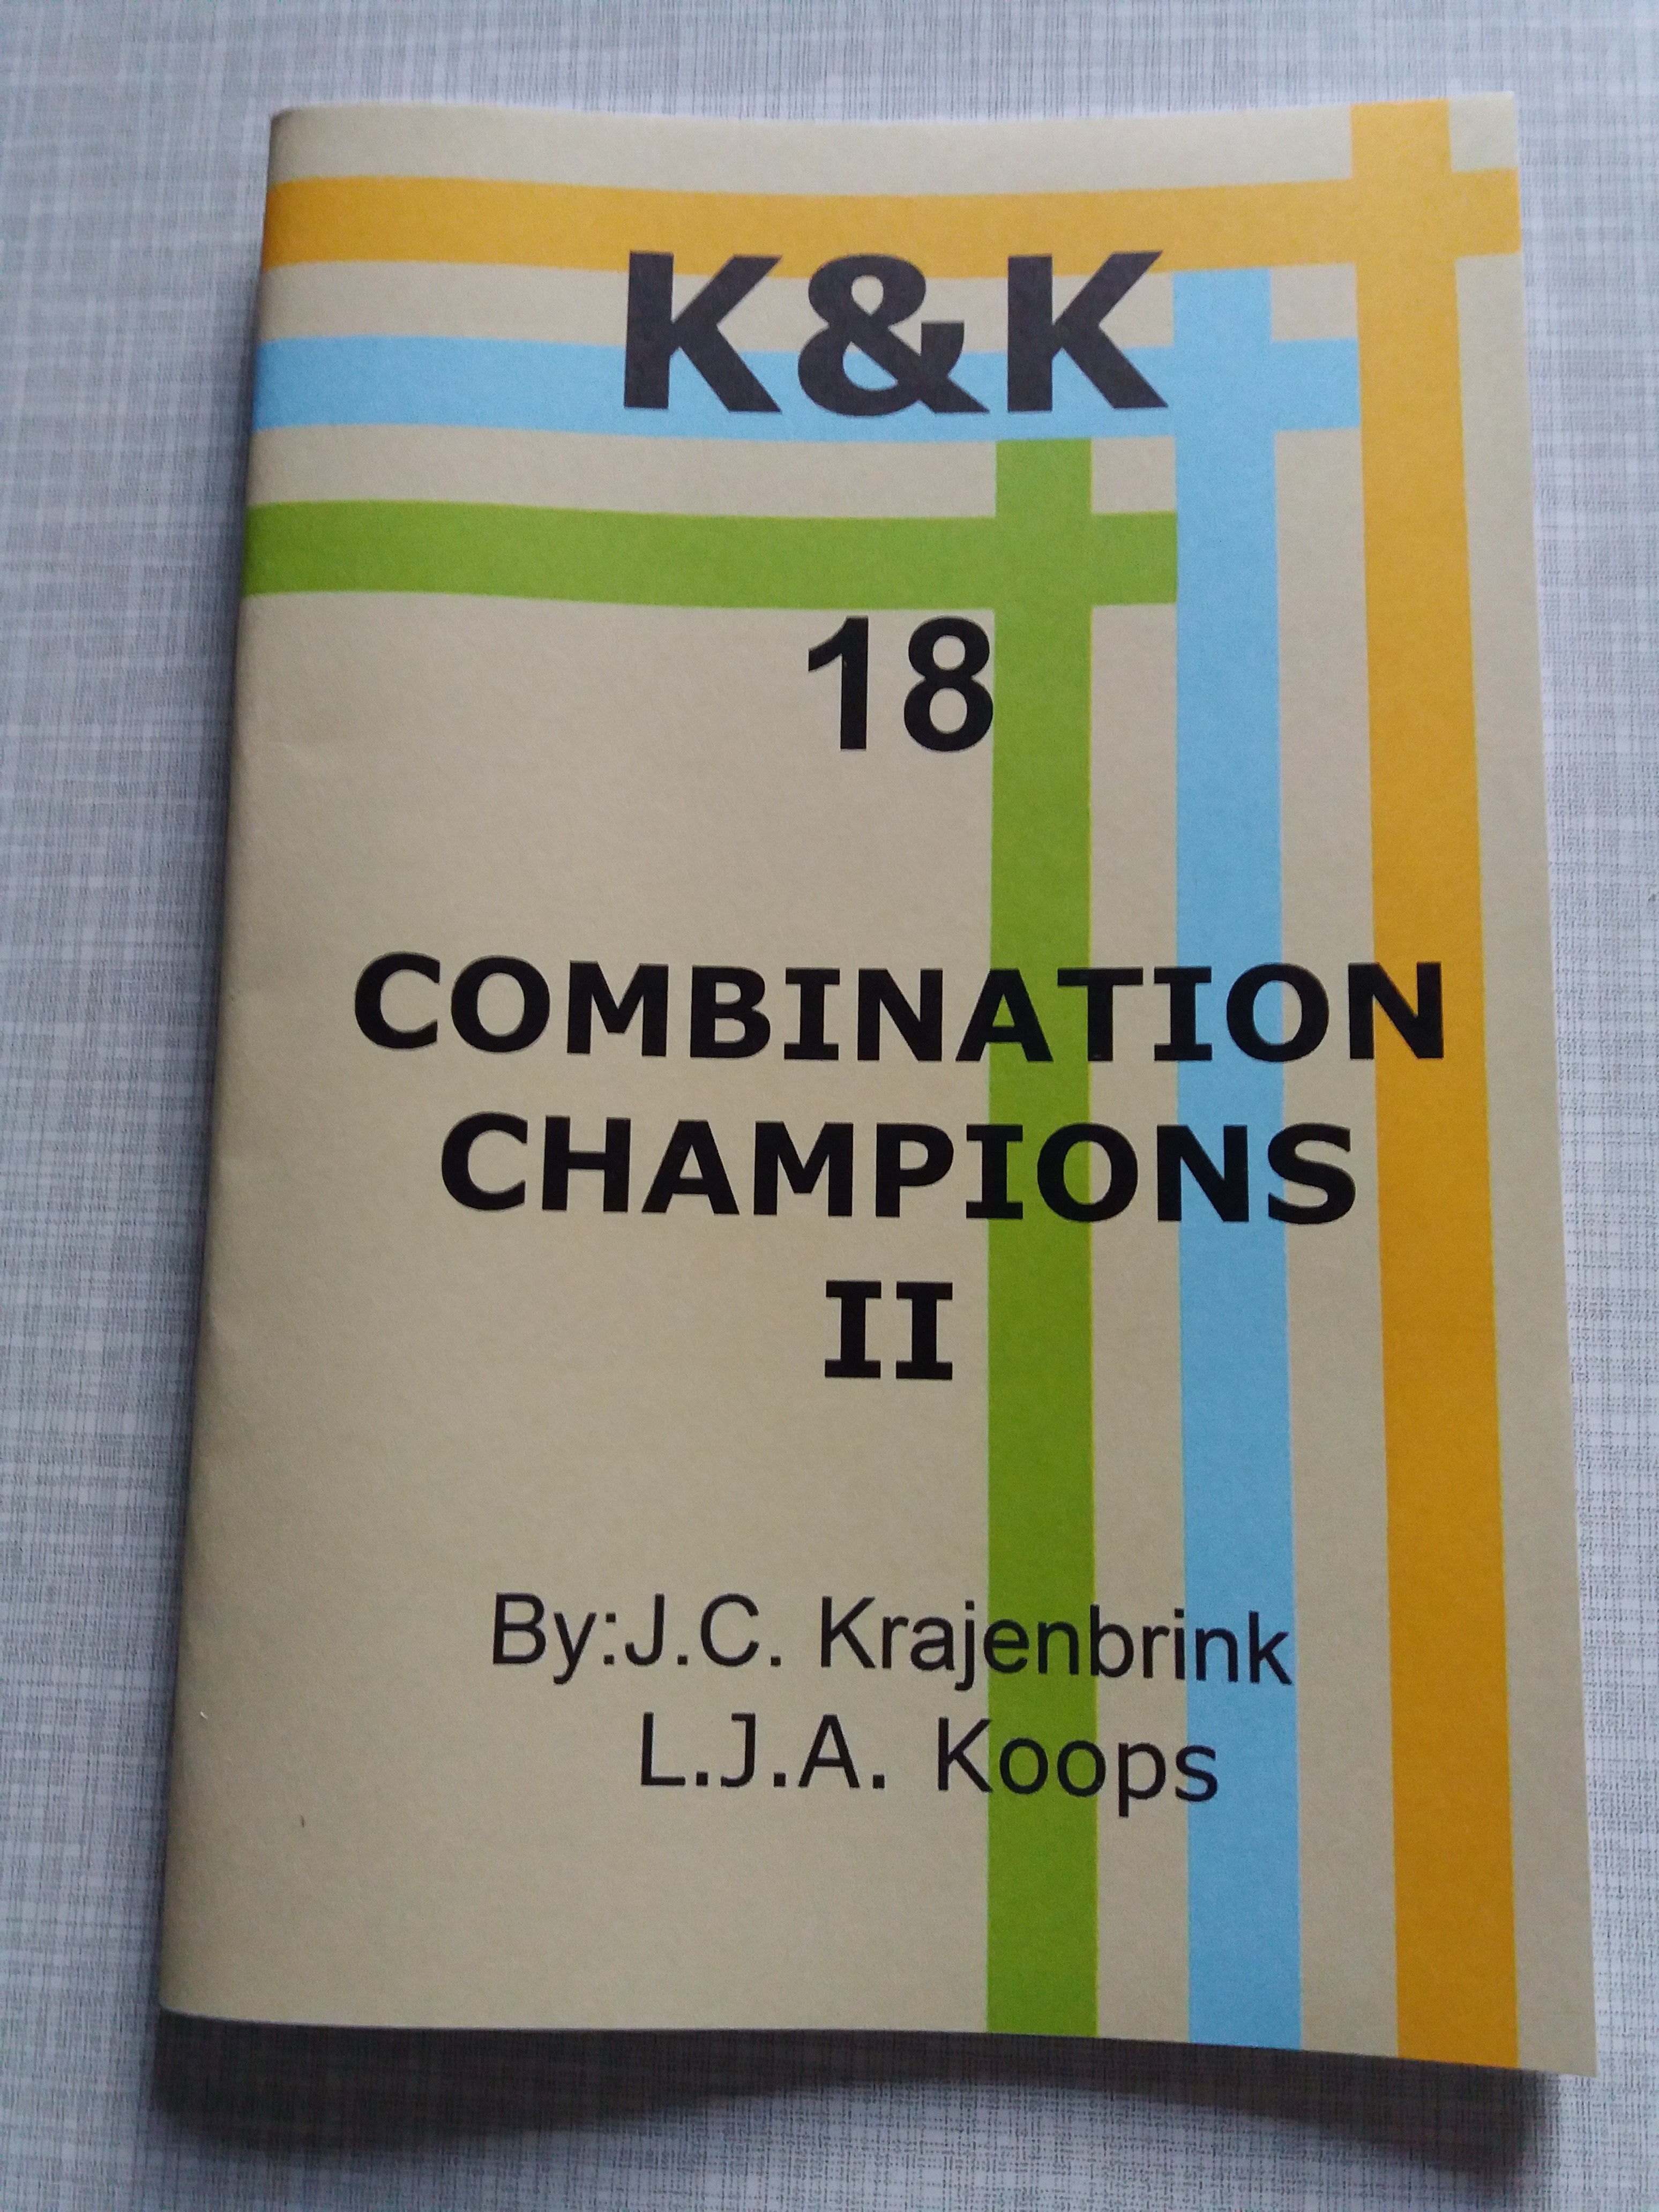 K&K
18
COMBINATION
CHAMPIONS
II
By:J.C. Krajenbrink
L.J.A. Koops